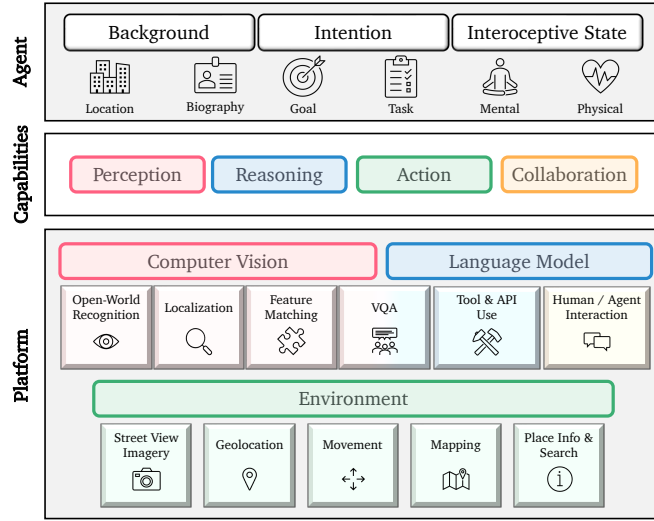 Agent
Background
Intention
Interoceptive State
Location
Biography
Goal
Task
Mental
Physical
Capabilities
Perception
Reasoning
Action
Collaboration
Platform
Computer Vision
Language Model
Open-World
Recognition
Localization
Feature
Matching
VQA
Tool & API
Use
Human / Agent
Interaction
Environment
Street View
Imagery
Geolocation
Movement
Mapping
Place Info &
Search
i